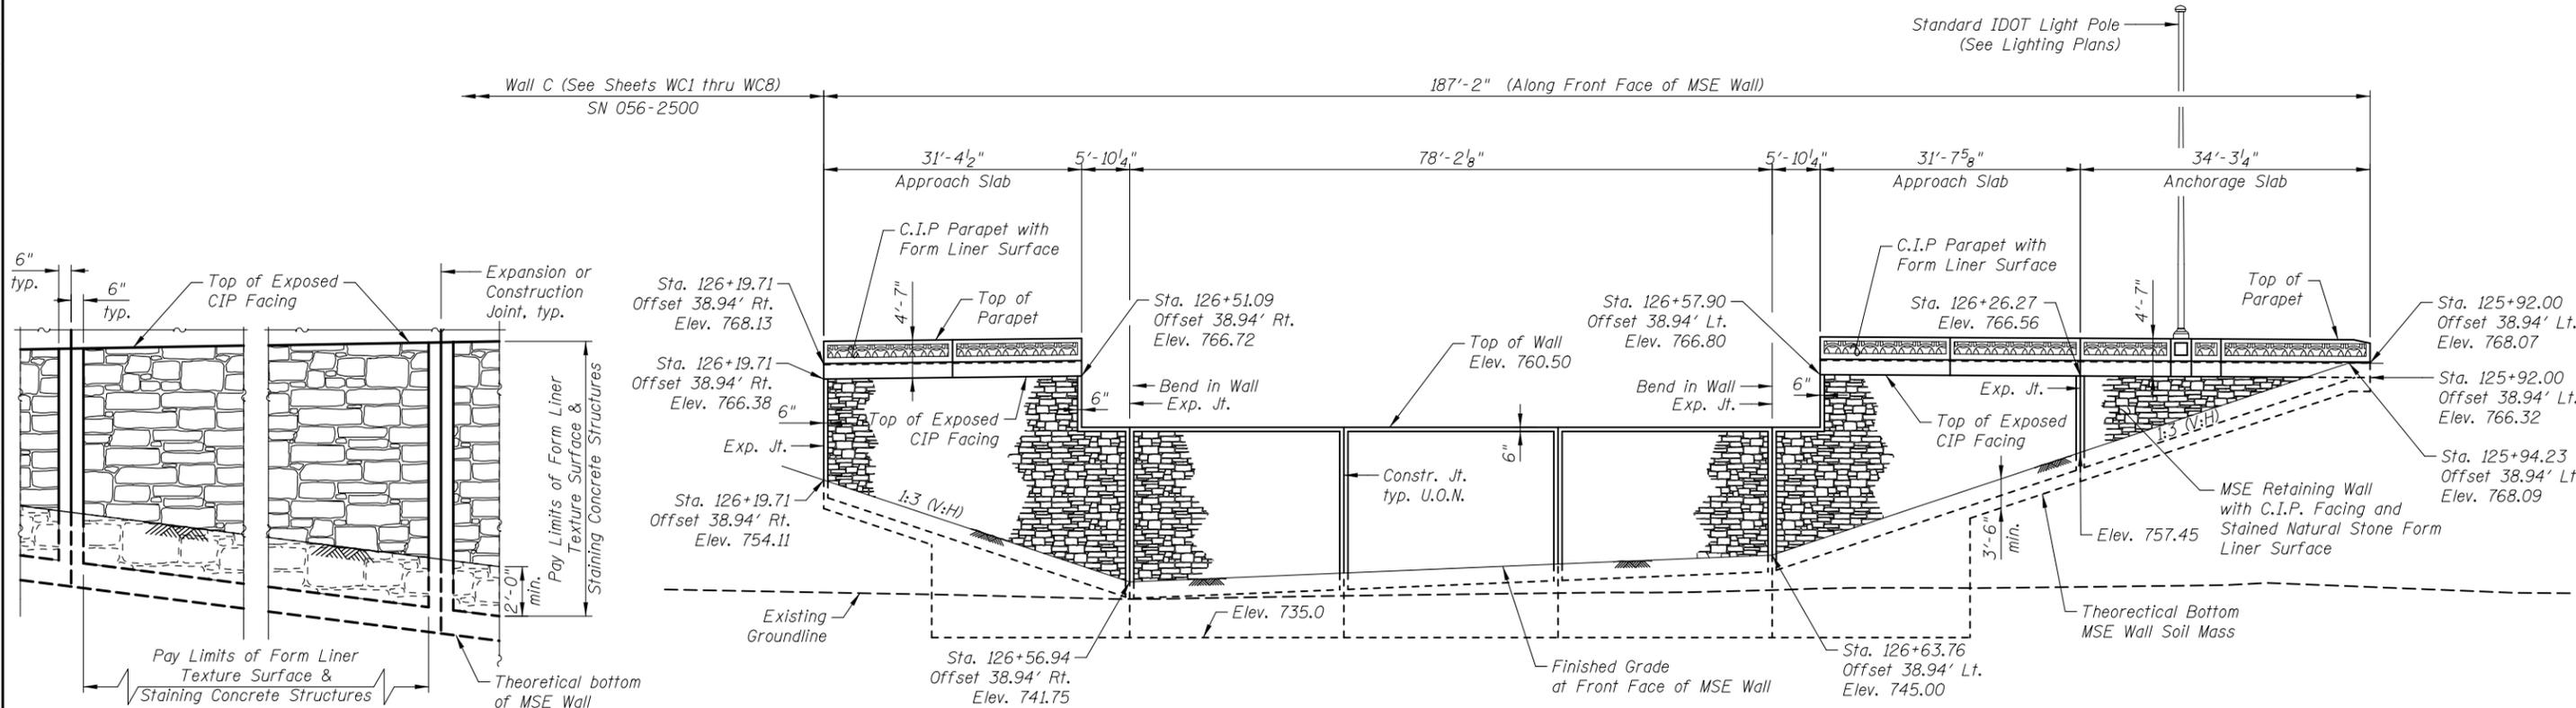 Standard IDOT Light Pole
(See Lighting Plans)
Wall C (See Sheets WC1 thru WC8)
SN 056-2500
187'-2" (Along Front Face of MSE Wall)
31'-4½"
Approach Slab
5'-10¼"
78'-2⅛"
5'-10¼"
31'-7⅝"
Approach Slab
34'-3¼"
Anchorage Slab
C.I.P Parapet with
Form Liner Surface
4'-7"
Top of
Parapet
Sta. 126+19.71
Offset 38.94' Rt.
Elev. 768.13
Sta. 126+19.71
Offset 38.94' Rt.
Elev. 766.38
6"
Exp. Jt.
Sta. 126+19.71
Offset 38.94' Rt.
Elev. 754.11
Top of Exposed
CIP Facing
1:3 (V:H)
Sta. 126+51.09
Offset 38.94' Rt.
Elev. 766.72
6"
Bend in Wall
Exp. Jt.
Top of Wall
Elev. 760.50
Constr. Jt.
typ. U.O.N.
6"
Sta. 126+57.90
Offset 38.94' Lt.
Elev. 766.80
Bend in Wall
Exp. Jt.
6"
C.I.P Parapet with
Form Liner Surface
Sta. 126+26.27
Elev. 766.56
4'-7"
Top of
Parapet
Exp. Jt.
Top of Exposed
CIP Facing
1:3 (V:H)
Sta. 125+92.00
Offset 38.94' Lt.
Elev. 768.07
Sta. 125+92.00
Offset 38.94' Lt.
Elev. 766.32
Sta. 125+94.23
Offset 38.94' Lt.
Elev. 768.09
MSE Retaining Wall
with C.I.P. Facing and
Stained Natural Stone Form
Liner Surface
3'-6"
min.
Elev. 757.45
Theorectical Bottom
MSE Wall Soil Mass
Existing
Groundline
Elev. 735.0
Sta. 126+56.94
Offset 38.94' Rt.
Elev. 741.75
Finished Grade
at Front Face of MSE Wall
Sta. 126+63.76
Offset 38.94' Lt.
Elev. 745.00
6"
typ.
6"
typ.
Top of Exposed
CIP Facing
Expansion or
Construction
Joint, typ.
Pay Limits of Form Liner
Texture Surface &
Staining Concrete Structures
2'-0"
min.
Pay Limits of Form Liner
Texture Surface &
Staining Concrete Structures
Theoretical bottom
of MSE Wall